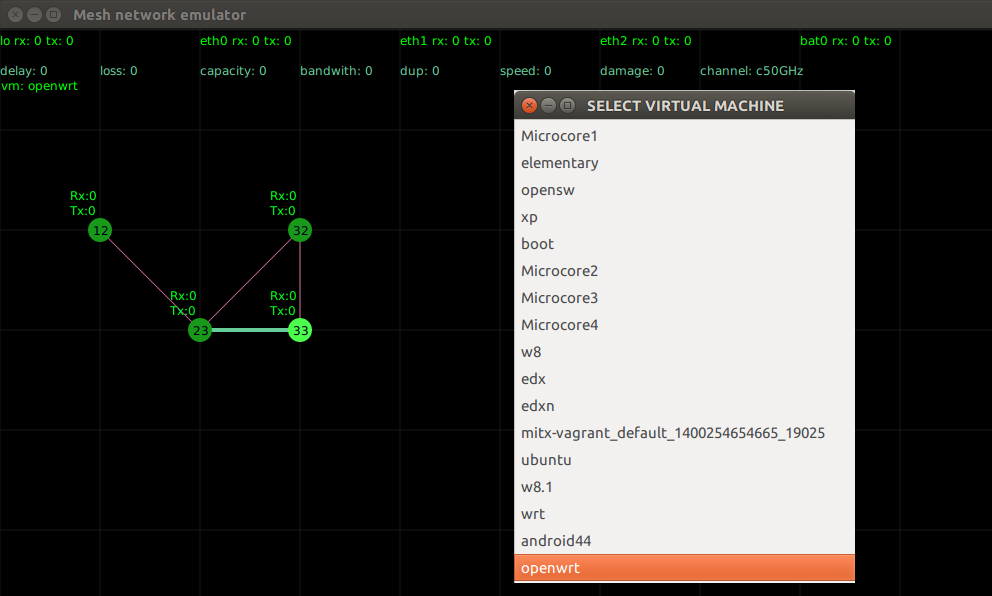 Mesh network emulator
lo rx: 0 tx: 0 eth0 rx: 0 tx: 0 eth1 rx: 0 tx: 0 eth2 rx: 0 tx: 0 bat0 rx: 0 tx: 0
delay: 0 loss: 0 capacity: 0 bandwith: 0 dup: 0 speed: 0 damage: 0 channel: c50GHz
vm: openwrt
Rx:0 Rx:0
Tx:0 Tx:0
12 32
Rx:0 Rx:0
Tx:0 Tx:0
23 33
SELECT VIRTUAL MACHINE
Microcore1
elementary
opensw
xp
boot
Microcore2
Microcore3
Microcore4
w8
edx
edxn
mitx-vagrant_default_1400254654665_19025
ubuntu
w8.1
wrt
android44
openwrt